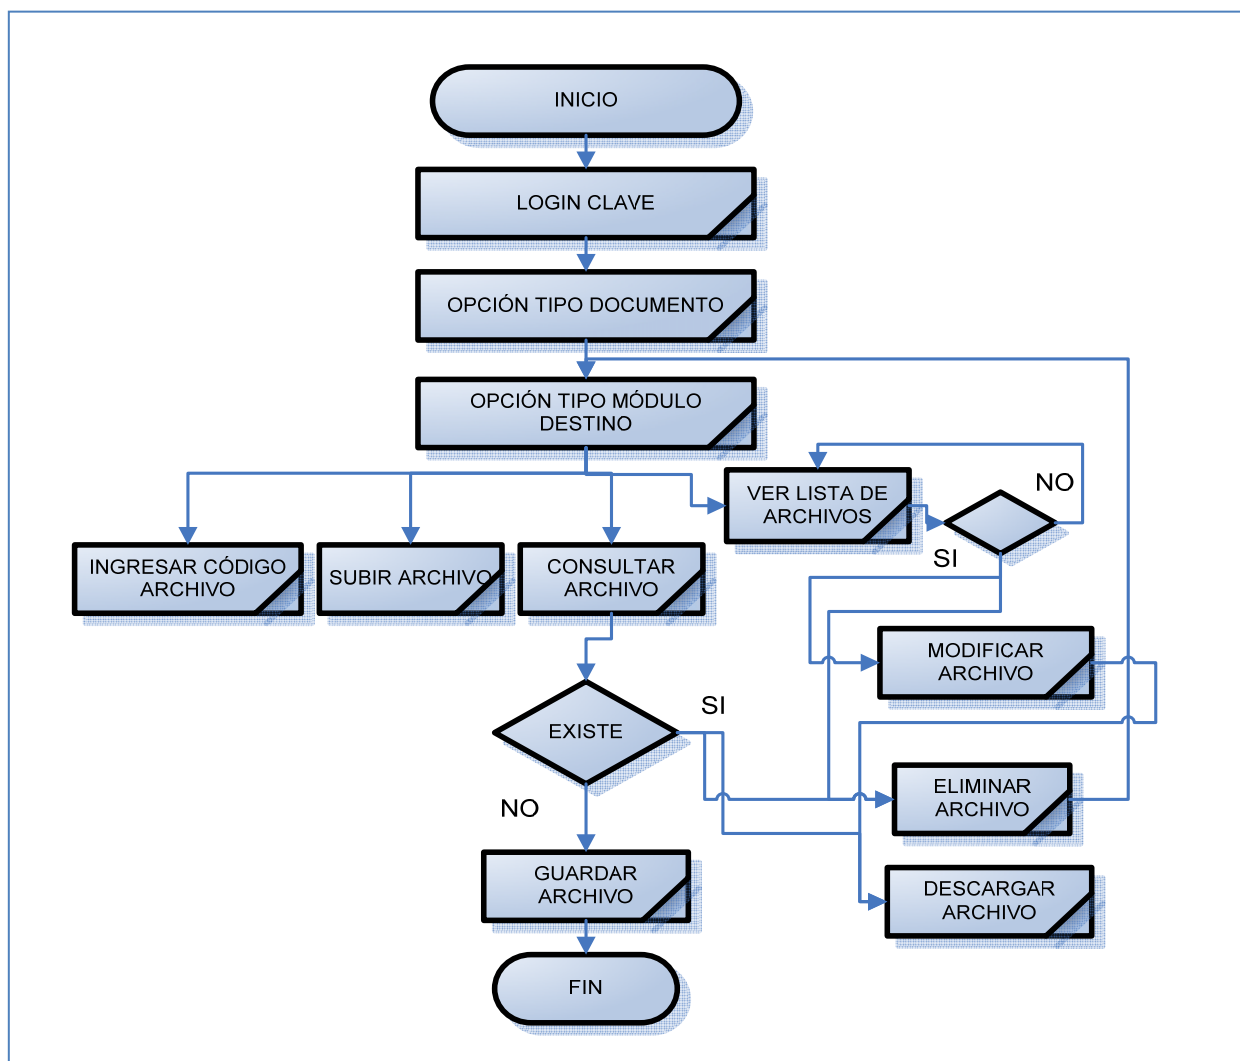 INICIO
LOGIN CLAVE
OPCIÓN TIPO DOCUMENTO
OPCIÓN TIPO MÓDULO
DESTINO
VER LISTA DE
ARCHIVOS
NO
SI
INGRESAR CÓDIGO
ARCHIVO
SUBIR ARCHIVO
CONSULTAR
ARCHIVO
MODIFICAR
ARCHIVO
EXISTE
SI
NO
ELIMINAR
ARCHIVO
GUARDAR
ARCHIVO
DESCARGAR
ARCHIVO
FIN